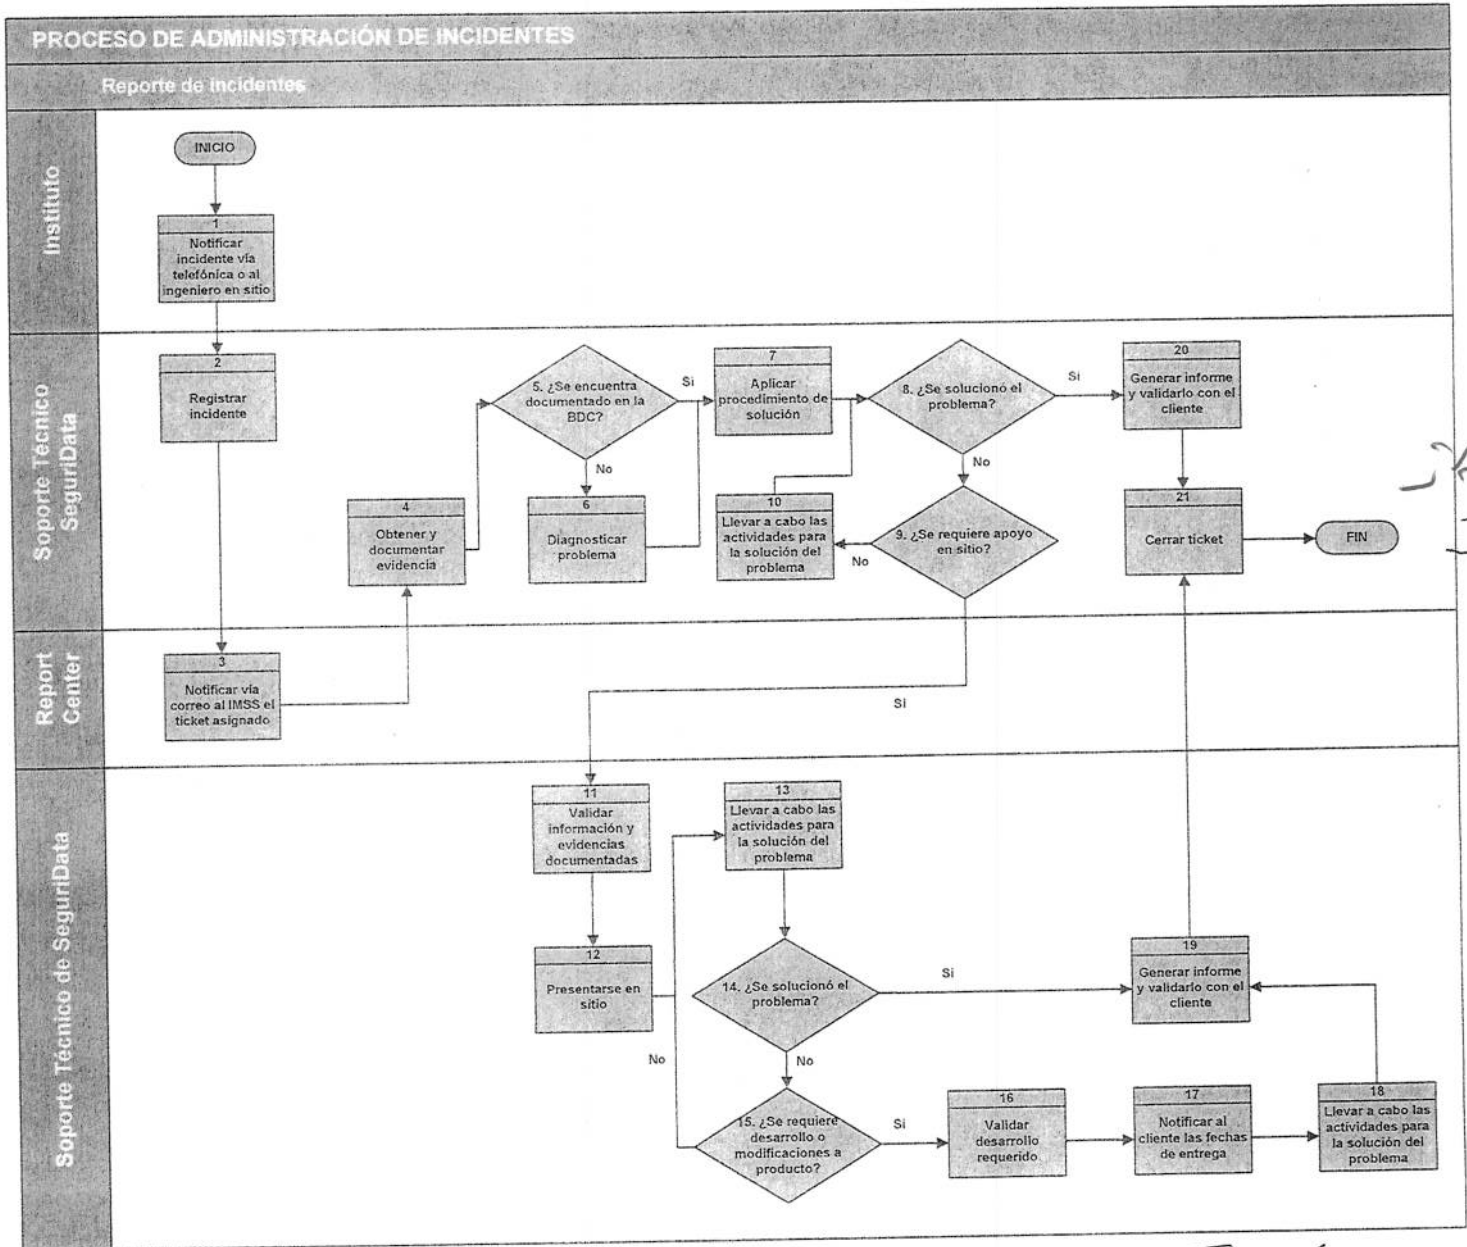 PROCESO DE ADMINISTRACIÓN DE INCIDENTES
Reporte de incidentes
Instituto
INICIO
1
Notificar
incidente vía
telefónica o al
ingeniero en sitio
Soporte Técnico
SeguriData
2
Registrar
incidente
4
Obtener y
documentar
evidencia
5. ¿Se encuentra
documentado en la
BDC?
Si
No
6
Diagnosticar
problema
7
Aplicar
procedimiento de
solución
8. ¿Se solucionó el
problema?
Si
No
9. ¿Se requiere apoyo
en sitio?
No
10
Llevar a cabo las
actividades para
la solución del
problema
20
Generar informe
y validarlo con el
cliente
21
Cerrar ticket
FIN
Report
Center
3
Notificar vía
correo al IMSS el
ticket asignado
Si
Soporte Técnico de SeguriData
11
Validar
información y
evidencias
documentadas
12
Presentarse en
sitio
13
Llevar a cabo las
actividades para
la solución del
problema
14. ¿Se solucionó el
problema?
Si
No
15. ¿Se requiere
desarrollo o
modificaciones a
producto?
No
Si
16
Validar
desarrollo
requerido
17
Notificar al
cliente las fechas
de entrega
18
Llevar a cabo las
actividades para
la solución del
problema
19
Generar informe
y validarlo con el
cliente